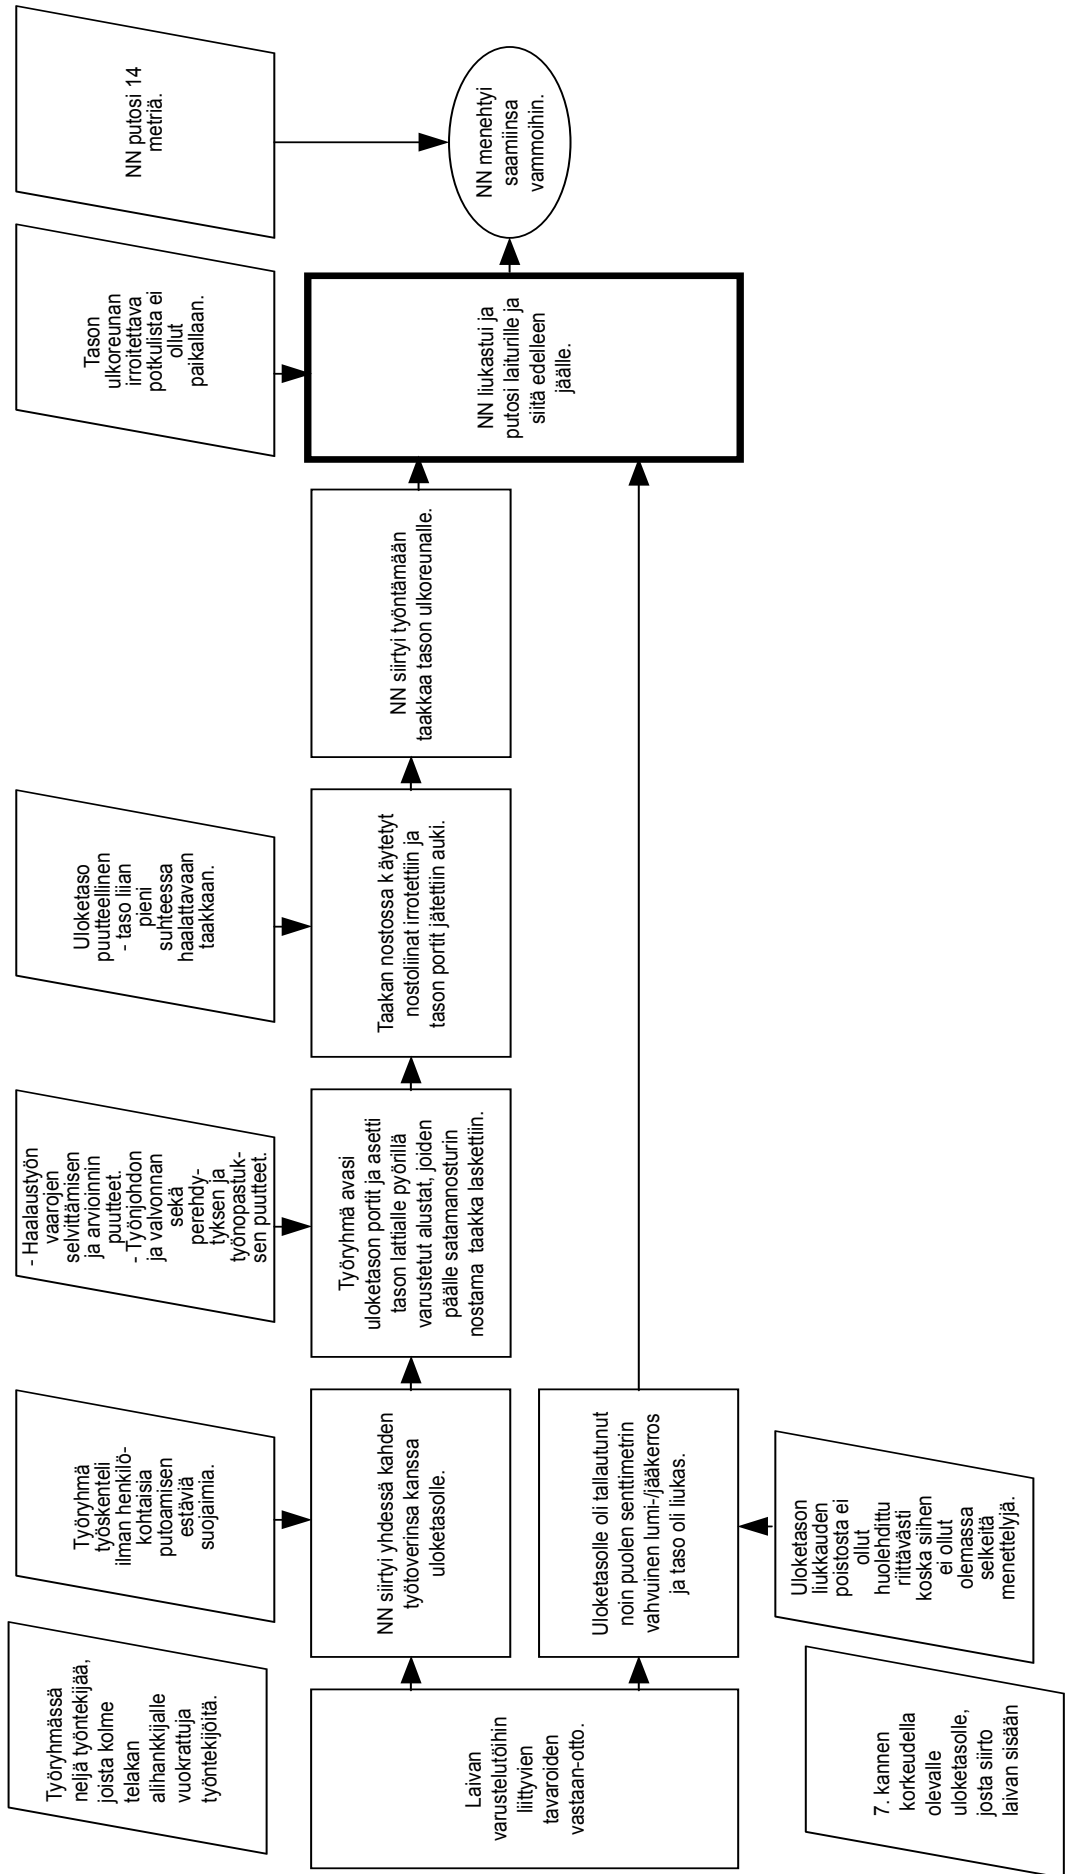 Työryhmässä
neljä työntekijää,
joista kolme
telakan
alihankkijalle
vuokrattuja
työntekijöitä.
Työryhmä
työskenteli
ilman henkilö-
kohtaisia
putoamisen
estäviä
suojaimia.
- Haalaustyön
vaarojen
selvittämisen
ja arvioinnin
puutteet.
- Työnjohdon
ja valvonnan
sekä
perehdy-
tyksen ja
työnopastuk-
sen puutteet.
Uloketaso
puutteellinen
- taso liian
pieni
suhteessa
haalattavaan
taakkaan.
Tason
ulkoreunan
irroitettava
potkulista ei
ollut
paikallaan.
NN putosi 14
metriä.
Laivan
varustelutöihin
liittyvien
tavaroiden
vastaan-otto.
NN siirtyi yhdessä kahden
työtoverinsa kanssa
uloketasolle.
Työryhmä avasi
uloketason portit ja asetti
tason lattialle pyörillä
varustetut alustat, joiden
päälle satamanosturin
nostama taakka laskettiin.
Taakan nostossa käytetyt
nostoliinat irrotettiin ja
tason portit jätettiin auki.
NN siirtyi työntämään
taakkaa tason ulkoreunalle.
NN liukastui ja
putosi laiturille ja
siitä edelleen
jäälle.
NN menehtyi
saamiinsa
vammoihin.
Uloketasolle oli tallautunut
noin puolen senttimetrin
vahvuinen lumi-/jääkerros
ja taso oli liukas.
7. kannen
korkeudella
olevalle
uloketasolle,
josta siirto
laivan sisään
Uloketason
liukkauden
poistosta ei
ollut
huolehdittu
riittävästi
koska siihen
ei ollut
olemassa
selkeitä
menettelyjä.